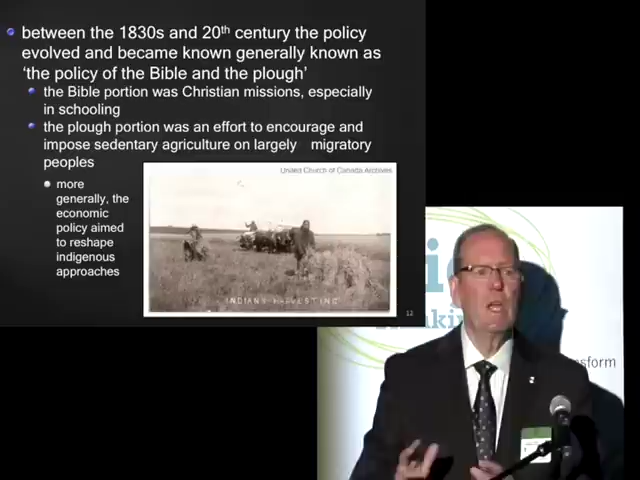 between the 1830s and 20th century the policy
evolved and became known generally known as
‘the policy of the Bible and the plough’
the Bible portion was Christian missions, especially
in schooling
the plough portion was an effort to encourage and
impose sedentary agriculture on largely migratory
peoples
more
generally, the
economic
policy aimed
to reshape
indigenous
approaches
United Church of Canada Archives
INDIANS HARVESTING
12
sform